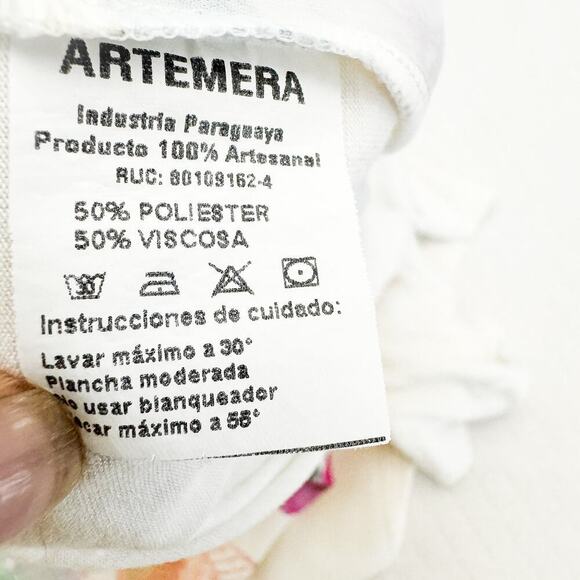 ARTEMERA
Industria Paraguaya
Producto 100% Artesanal
RUC: 80109162-4
50% POLIESTER
50% VISCOSA
30
Instrucciones de cuidado:
Lavar máximo a 30°
Plancha moderada
usar blanqueador
máximo a 55°